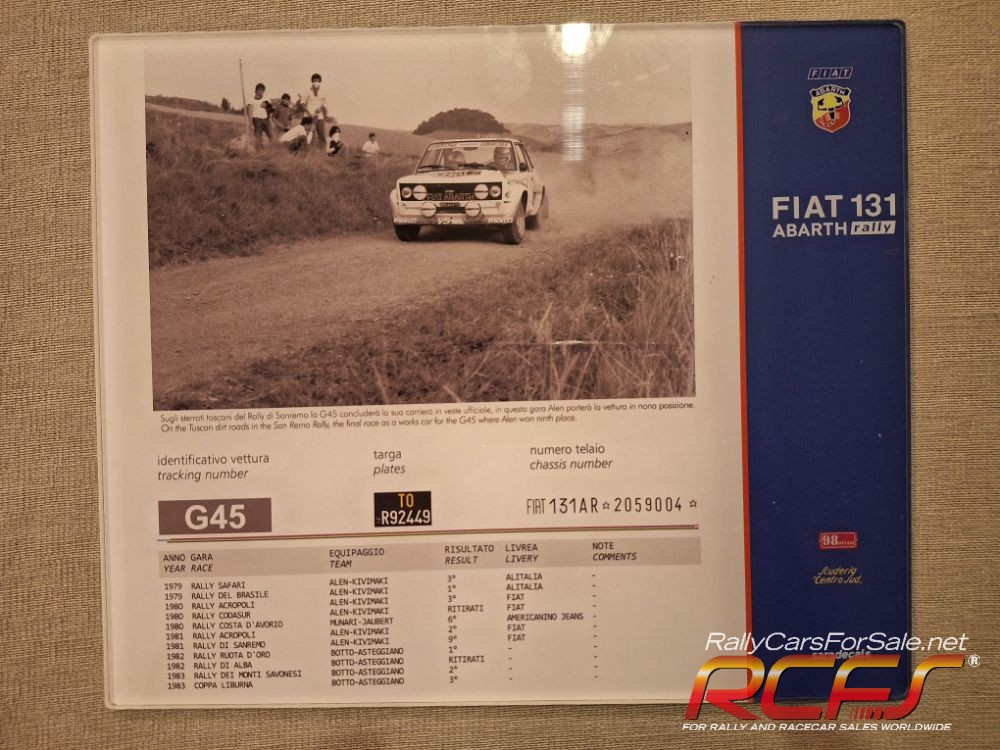 FIAT
ABARTH
FIAT 131
ABARTH rally
Sugli sterrati toscani del Rally di Sanremo la G45 concluderà la sua carriera in veste ufficiale, in questa gara Alen porterà la vettura in nona posizione.
On the Tuscan dirt roads in the San Remo Rally, the final race as a works car for the G45 where Alen won ninth place.
identificativo vettura
tracking number
targa
plates
numero telaio
chassis number
G45
TO
R92449
FIAT 131AR ☆ 2059004 ☆
ANNO GARA EQUIPAGGIO RISULTATO LIVREA NOTE
YEAR RACE TEAM RESULT LIVERY COMMENTS
1979 RALLY SAFARI ALEN-KIVIMAKI 3° ALITALIA -
1979 RALLY DEL BRASILE ALEN-KIVIMAKI 1° ALITALIA -
1980 RALLY ACROPOLI ALEN-KIVIMAKI 3° FIAT -
1980 RALLY CODASUR ALEN-KIVIMAKI RITIRATI FIAT -
1980 RALLY COSTA D'AVORIO MUNARI-JAUBERT 6° AMERICANINO JEANS -
1981 RALLY ACROPOLI ALEN-KIVIMAKI 2° FIAT -
1981 RALLY DI SANREMO ALEN-KIVIMAKI 9° FIAT -
1982 RALLY RUOTA D'ORO BOTTO-ASTEGGIANO 1° - -
1982 RALLY DI ALBA BOTTO-ASTEGGIANO RITIRATI - -
1983 RALLY DEI MONTI SAVONESI BOTTO-ASTEGGIANO 2° - -
1983 COPPA LIBURNA BOTTO-ASTEGGIANO 3° - -
98
Scuderia
"Centro Sud"
RallyCarsForSale.net
RCFS®
FOR RALLY AND RACECAR SALES WORLDWIDE